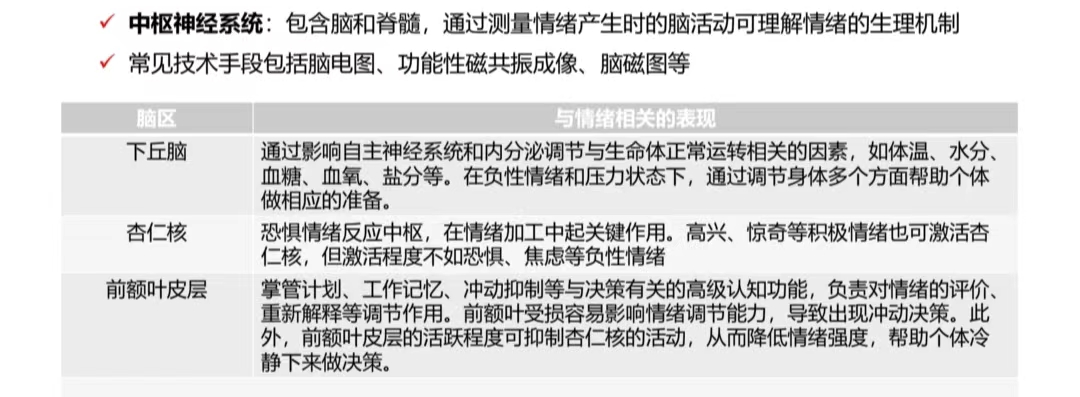 中枢神经系统：包含脑和脊髓，通过测量情绪产生时的脑活动可理解情绪的生理机制
常见技术手段包括脑电图、功能性磁共振成像、脑磁图等
脑区 与情绪相关的表现
下丘脑 通过影响自主神经系统和内分泌调节与生命体正常运转相关的因素，如体温、水分、
血糖、血氧、盐分等。在负性情绪和压力状态下，通过调节身体多个方面帮助个体
做相应的准备。
杏仁核 恐惧情绪反应中枢，在情绪加工中起关键作用。高兴、惊奇等积极情绪也可激活杏
仁核，但激活程度不如恐惧、焦虑等负性情绪
前额叶皮层 掌管计划、工作记忆、冲动抑制等与决策有关的高级认知功能，负责对情绪的评价、
重新解释等调节作用。前额叶受损容易影响情绪调节能力，导致出现冲动决策。此
外，前额叶皮层的活跃程度可抑制杏仁核的活动，从而降低情绪强度，帮助个体冷
静下来做决策。